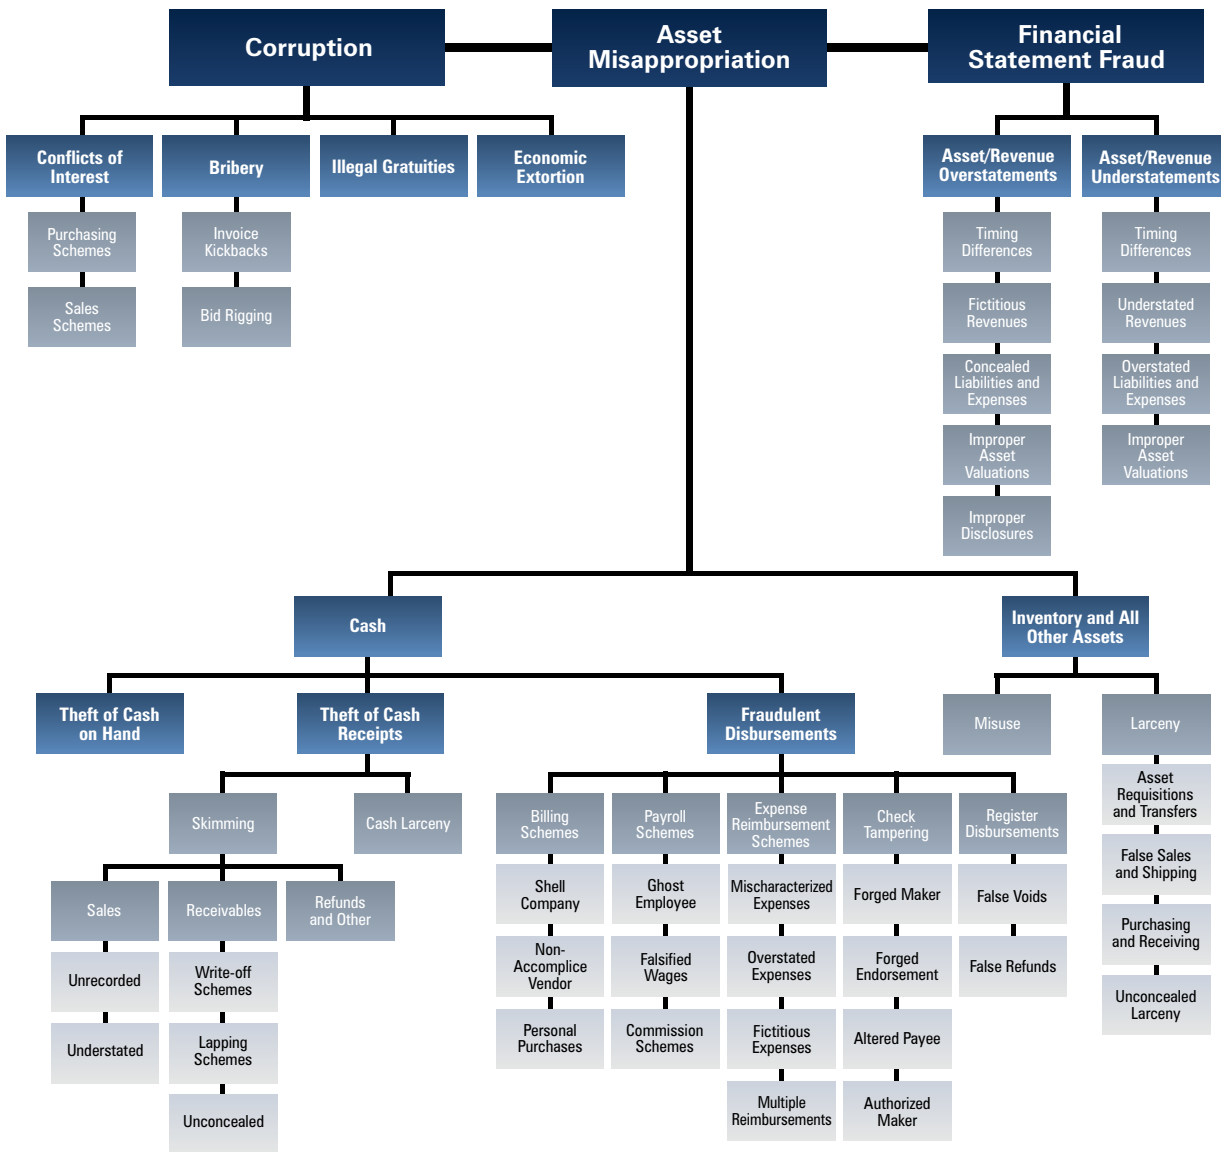 Corruption
Asset
Misappropriation
Financial
Statement Fraud
Conflicts of
Interest
Bribery
Illegal Gratuities
Economic
Extortion
Asset/Revenue
Overstatements
Asset/Revenue
Understatements
Purchasing
Schemes
Invoice
Kickbacks
Timing
Differences
Timing
Differences
Sales
Schemes
Bid Rigging
Fictitious
Revenues
Understated
Revenues
Concealed
Liabilities and
Expenses
Overstated
Liabilities and
Expenses
Improper
Asset
Valuations
Improper
Asset
Valuations
Improper
Disclosures
Cash
Inventory and All
Other Assets
Theft of Cash
on Hand
Theft of Cash
Receipts
Fraudulent
Disbursements
Misuse
Larceny
Skimming
Cash Larceny
Billing
Schemes
Payroll
Schemes
Expense
Reimbursement
Schemes
Check
Tampering
Register
Disbursements
Asset
Requisitions
and Transfers
Sales
Receivables
Refunds
and Other
Shell
Company
Ghost
Employee
Mischaracterized
Expenses
Forged Maker
False Voids
False Sales
and Shipping
Unrecorded
Write-off
Schemes
Non-
Accomplice
Vendor
Falsified
Wages
Overstated
Expenses
Forged
Endorsement
False Refunds
Purchasing
and Receiving
Understated
Lapping
Schemes
Personal
Purchases
Commission
Schemes
Fictitious
Expenses
Altered Payee
Unconcealed
Larceny
Unconcealed
Multiple
Reimbursements
Authorized
Maker